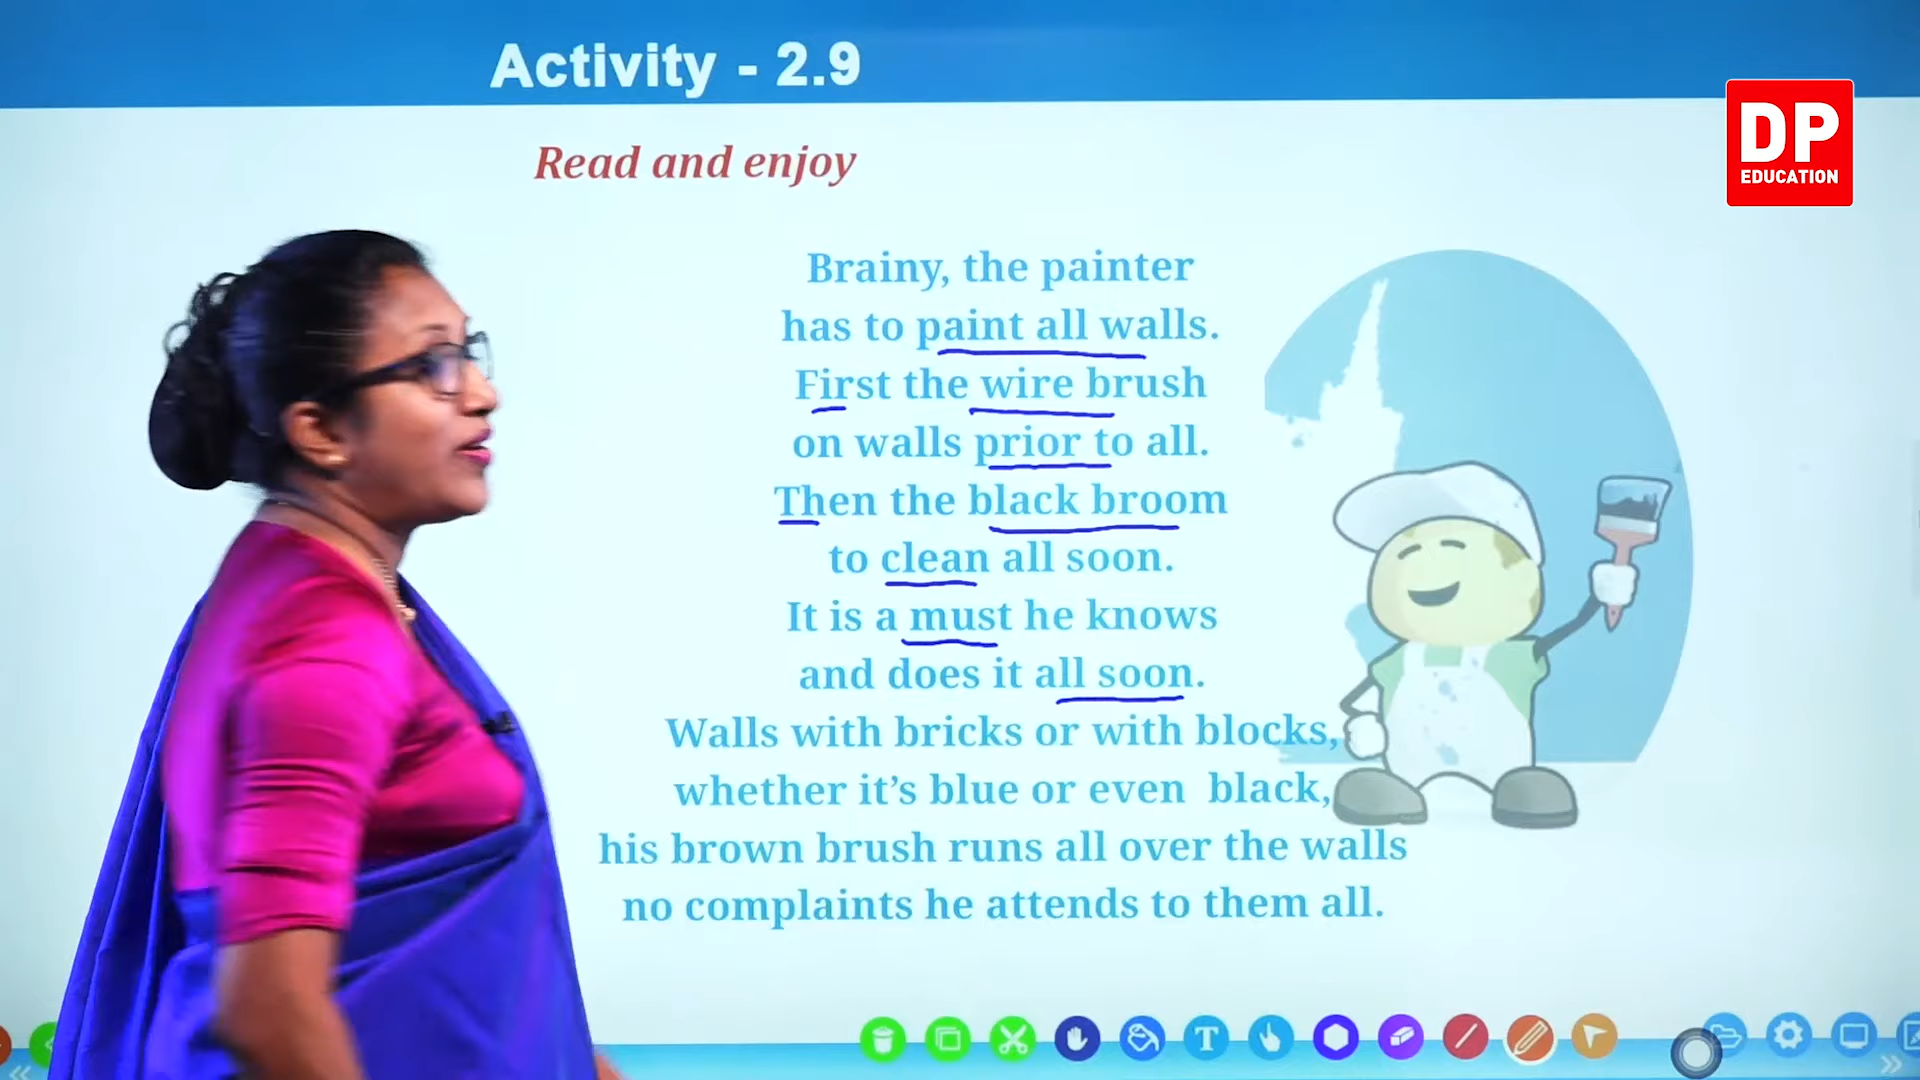 Activity - 2.9
DP
EDUCATION
Read and enjoy
Brainy, the painter
has to paint all walls.
First the wire brush
on walls prior to all.
Then the black broom
to clean all soon.
It is a must he knows
and does it all soon.
Walls with bricks or with blocks,
whether it's blue or even black,
his brown brush runs all over the walls
no complaints he attends to them all.
T